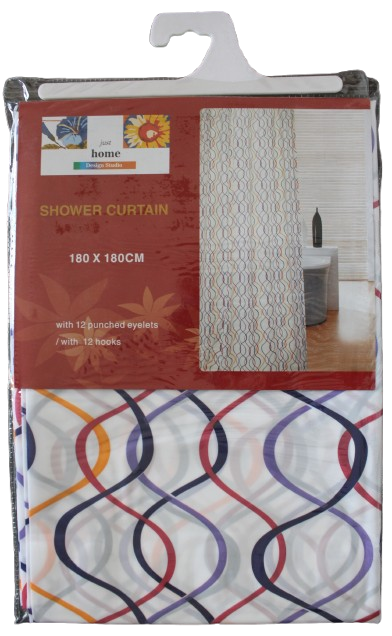 just
home
Design Studio
SHOWER CURTAIN
180 X 180CM
with 12 punched eyelets
/ with 12 hooks